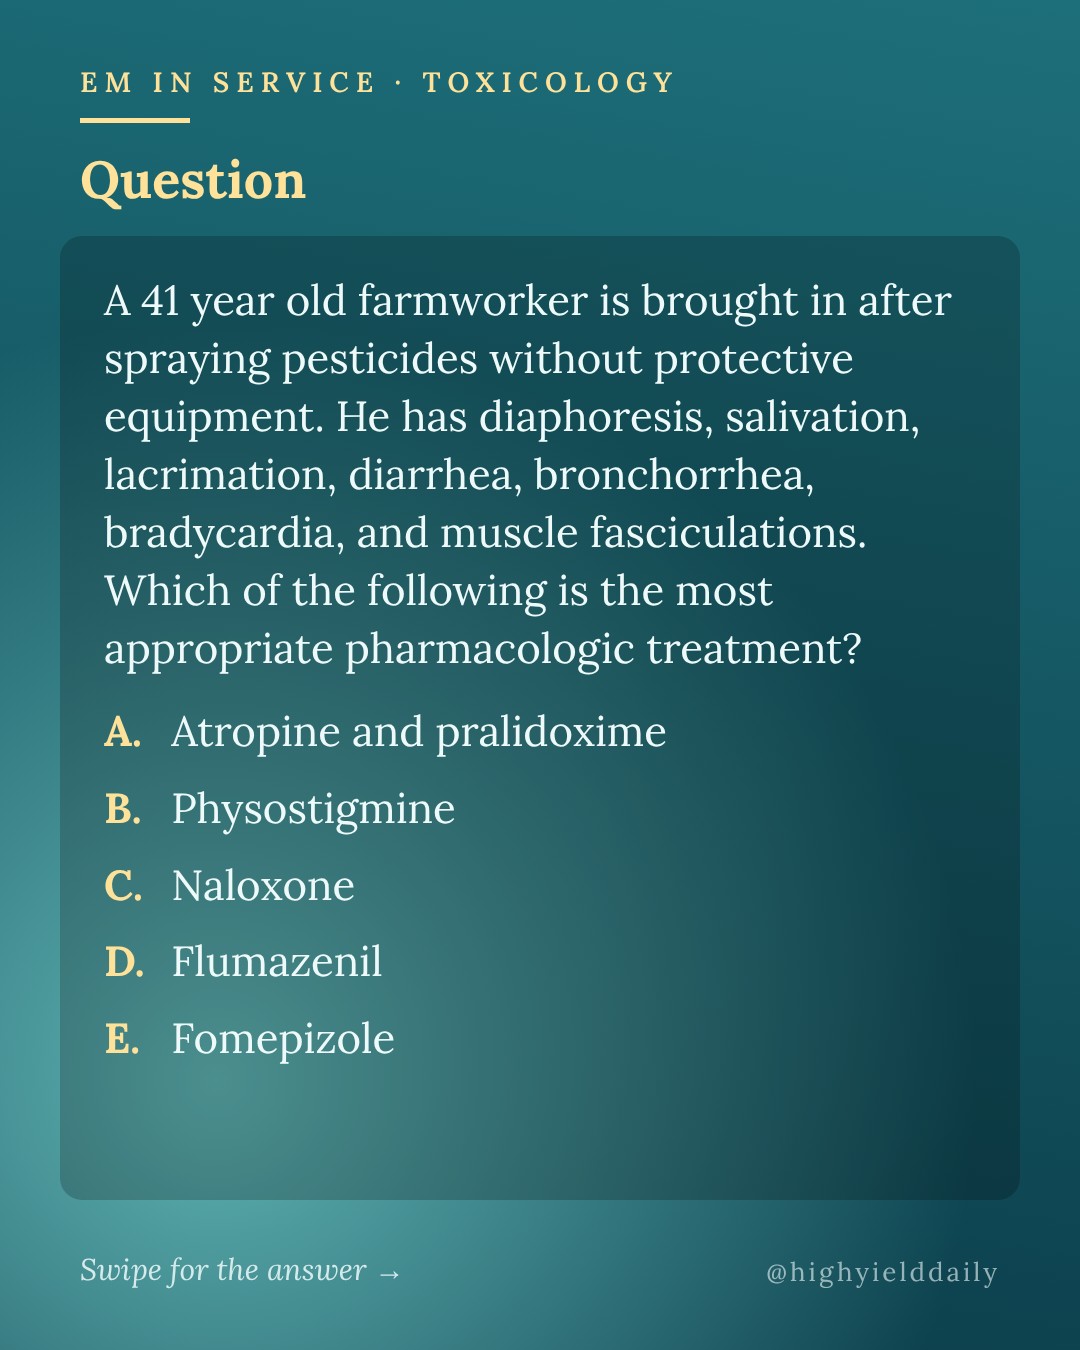 EM IN SERVICE · TOXICOLOGY
Question
A 41 year old farmworker is brought in after
spraying pesticides without protective
equipment. He has diaphoresis, salivation,
lacrimation, diarrhea, bronchorrhea,
bradycardia, and muscle fasciculations.
Which of the following is the most
appropriate pharmacologic treatment?
A. Atropine and pralidoxime
B. Physostigmine
C. Naloxone
D. Flumazenil
E. Fomepizole
Swipe for the answer →
@highyielddaily